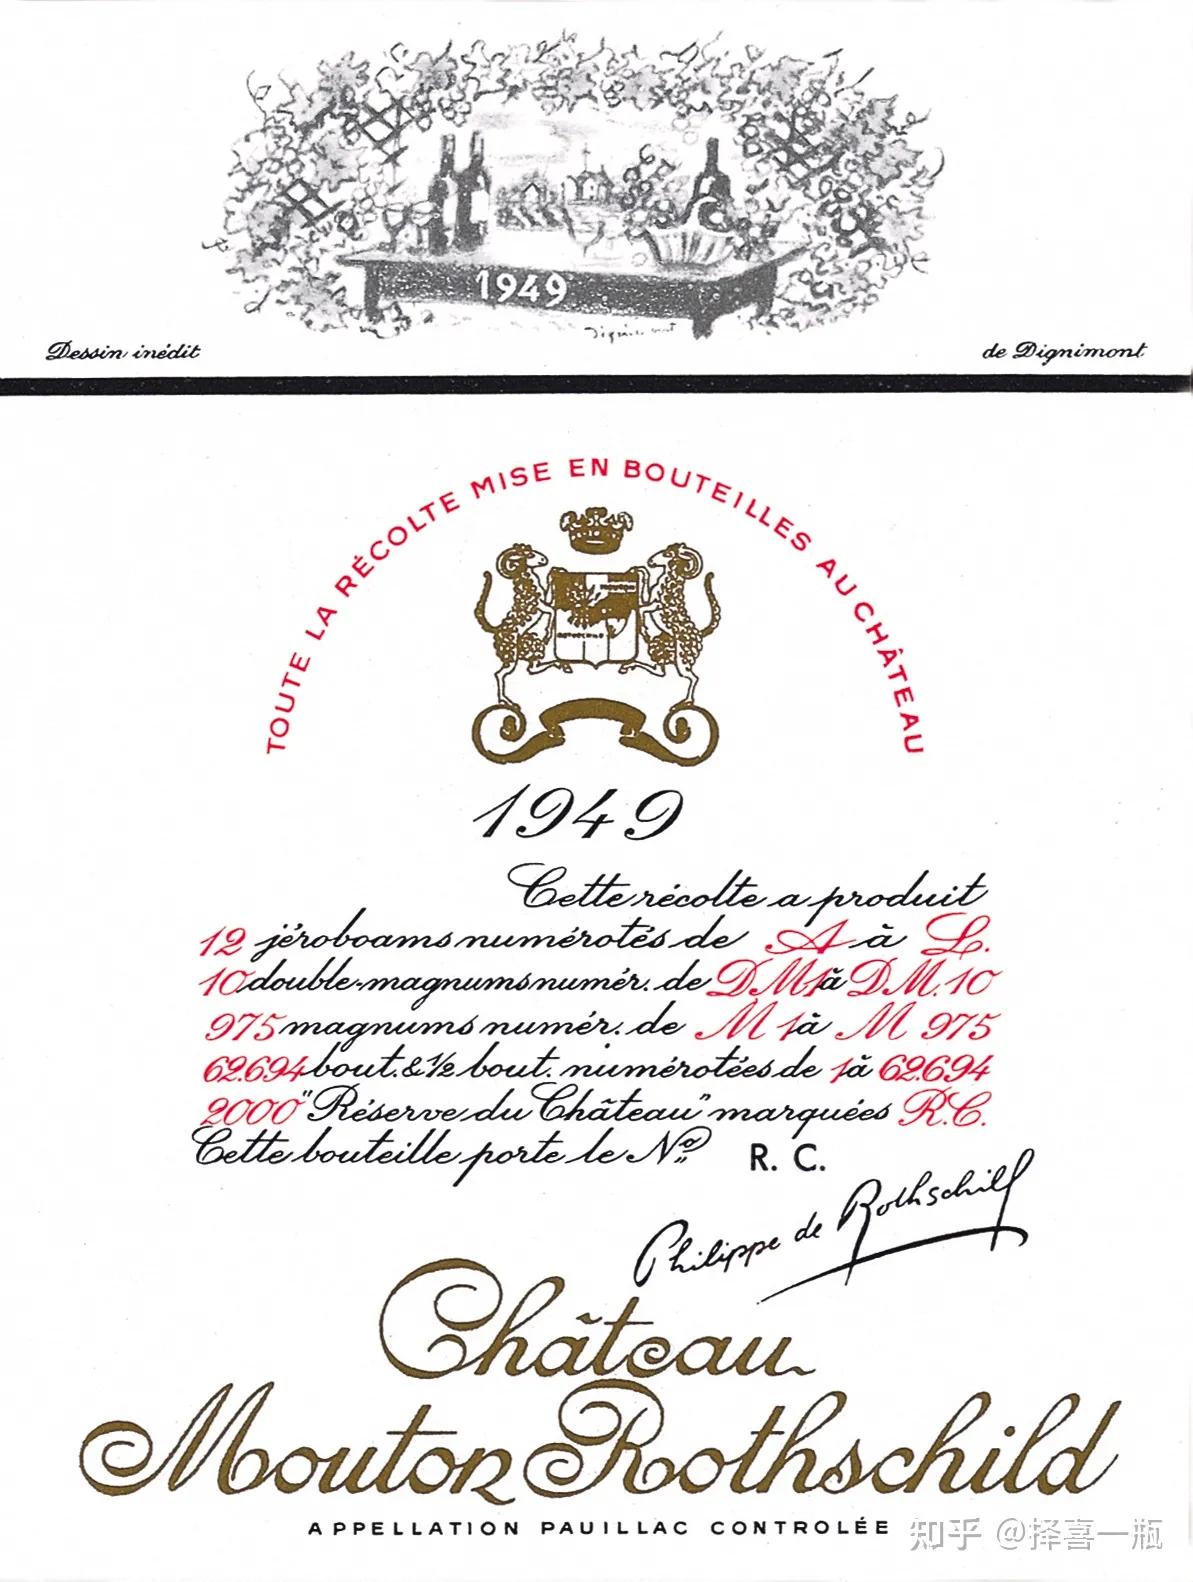 1949
Dignimont
Dessin inédit
de Dignimont
TOUTE LA RÉCOLTE MISE EN BOUTEILLES AU CHÂTEAU
1949
Cette récolte a produit
12 jéroboams numérotés de A à L.
10 double-magnums numér. de DM1 à DM.10
975 magnums numér. de M 1 à M 975
62.694 bout. & ½ bout. numérotées de 1 à 62.694
2000 "Réserve du Château" marquées R.C.
Cette bouteille porte le Nº R. C.
Philippe de Rothschild
Château
Mouton Rothschild
APPELLATION PAUILLAC CONTROLÉE
知乎 @择喜一瓶